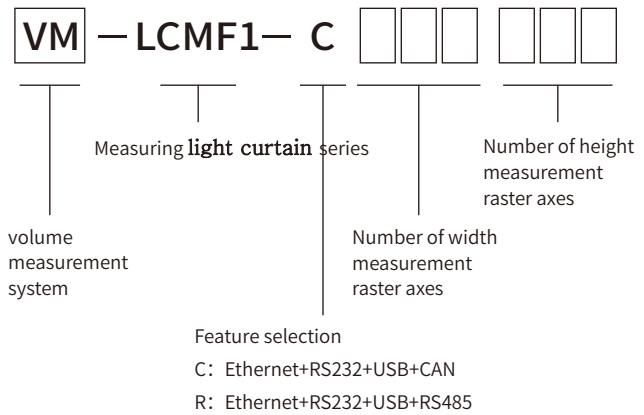 VM — LCMF1— C □□□ □□□
Measuring light curtain series
Number of height
measurement
raster axes
volume
measurement
system
Number of width
measurement
raster axes
Feature selection
C：Ethernet+RS232+USB+CAN
R：Ethernet+RS232+USB+RS485